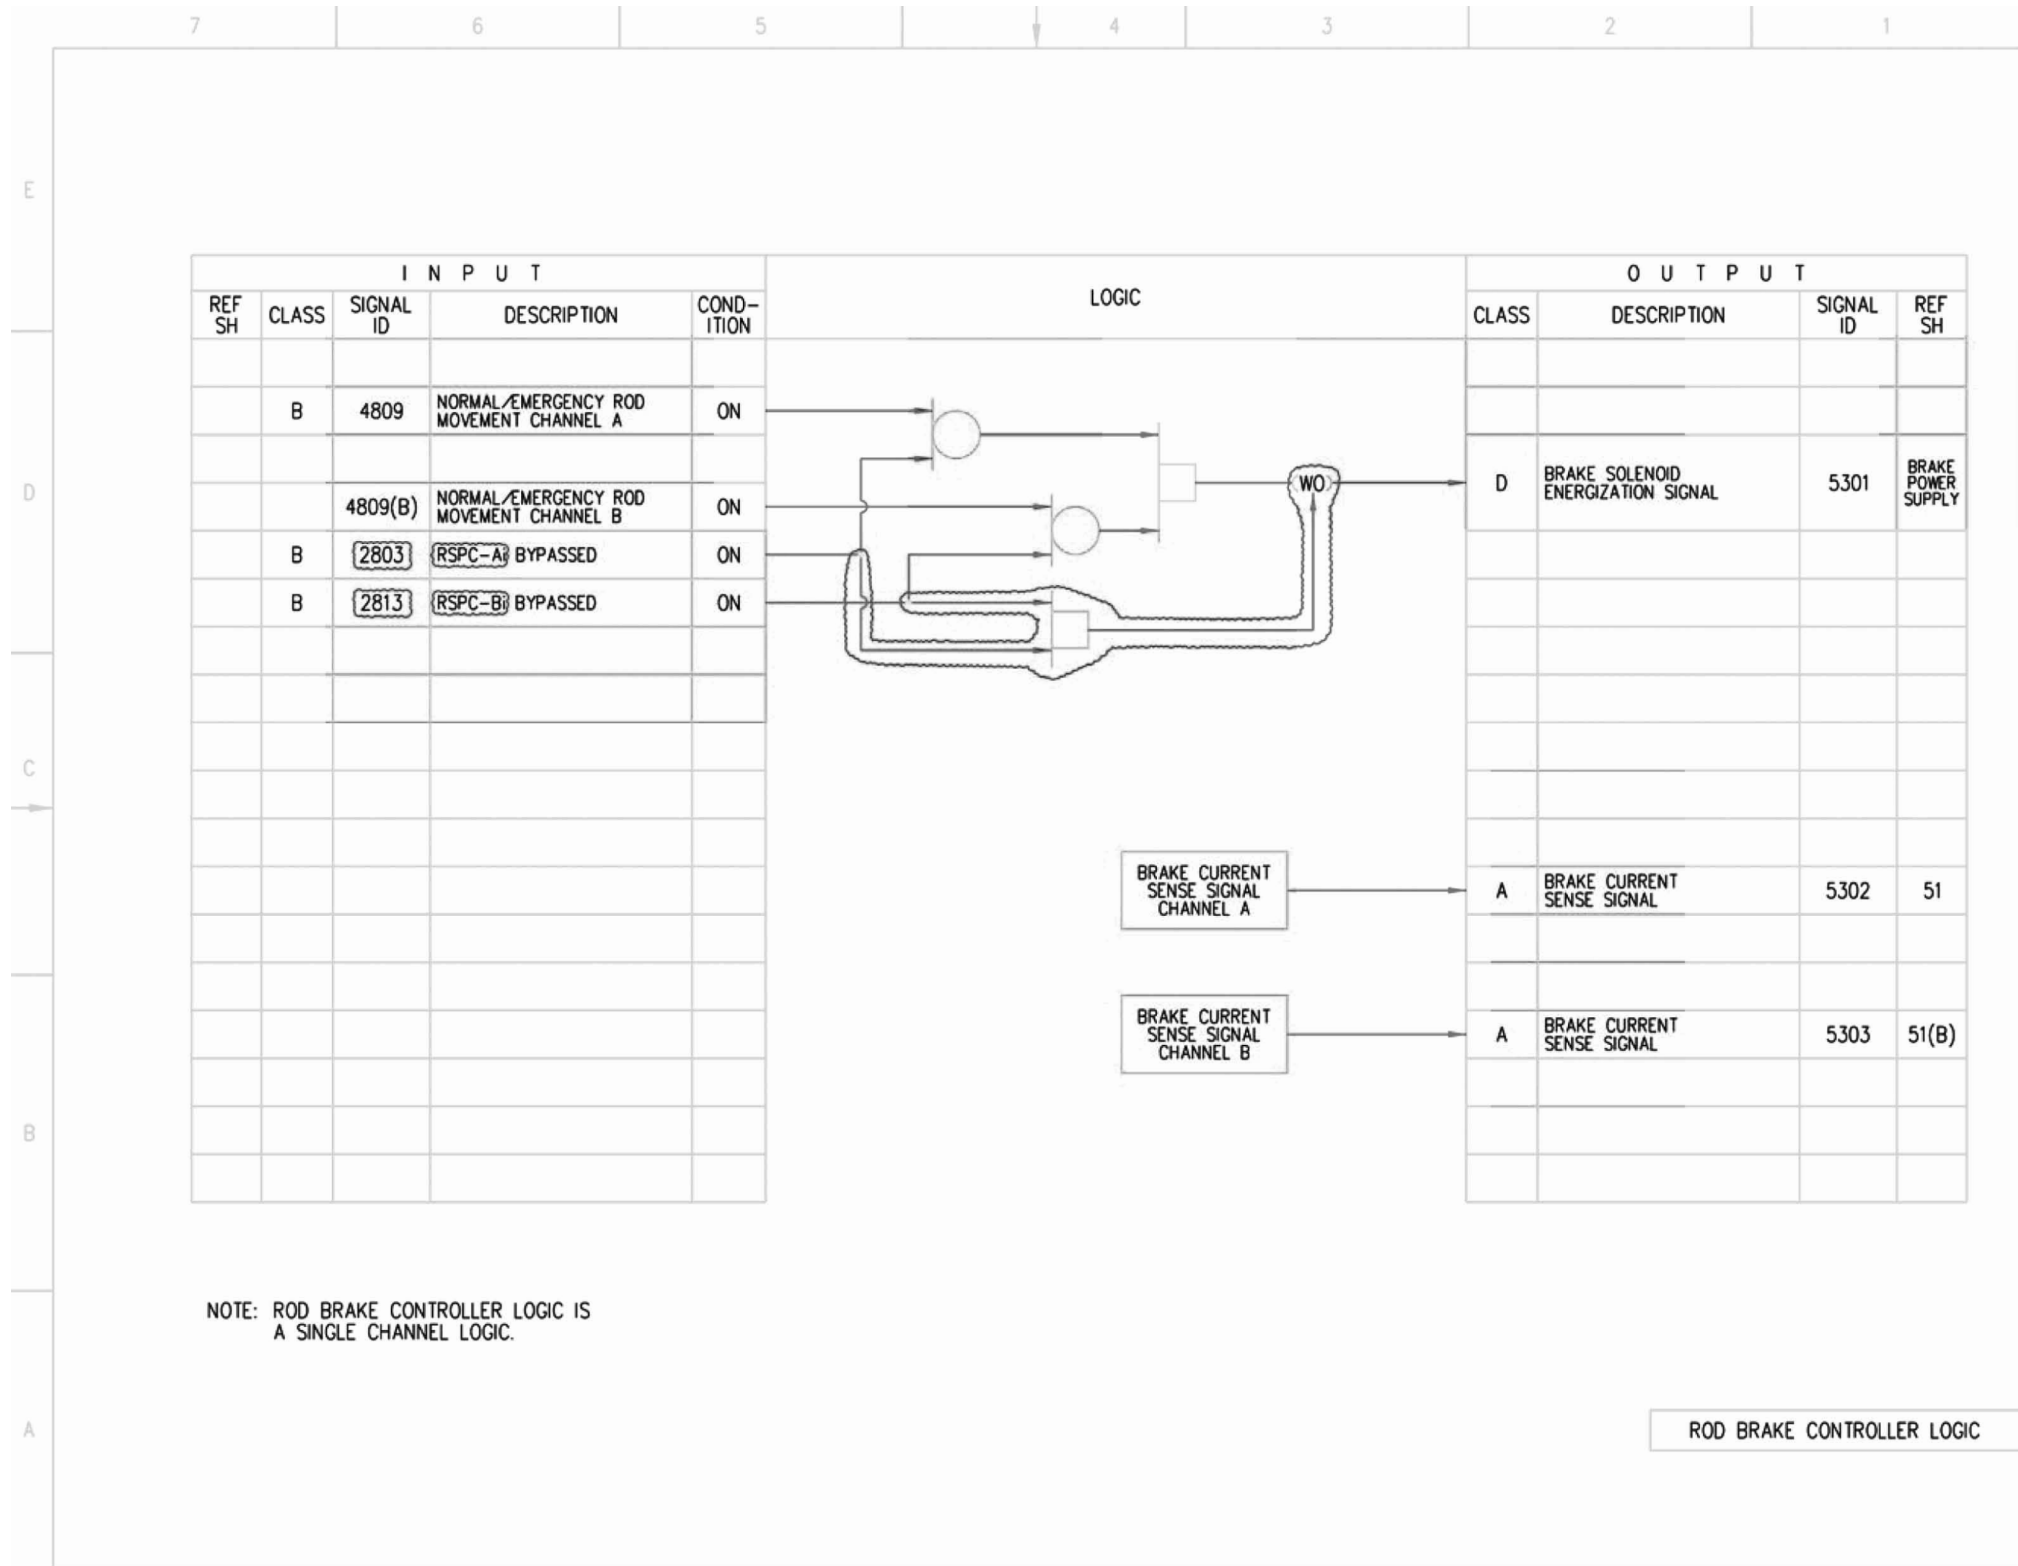 7 6 5 4 3 2 1
E
D
C
B
A
I N P U T
LOGIC
O U T P U T
REF
SH
CLASS
SIGNAL
ID
DESCRIPTION
COND-
ITION
CLASS
DESCRIPTION
SIGNAL
ID
REF
SH
B
4809
NORMAL/EMERGENCY ROD
MOVEMENT CHANNEL A
ON
4809(B)
NORMAL/EMERGENCY ROD
MOVEMENT CHANNEL B
ON
B
2803
RSPC-Ai BYPASSED
ON
B
2813
RSPC-Bi BYPASSED
ON
WO
D
BRAKE SOLENOID
ENERGIZATION SIGNAL
5301
BRAKE
POWER
SUPPLY
BRAKE CURRENT
SENSE SIGNAL
CHANNEL A
A
BRAKE CURRENT
SENSE SIGNAL
5302
51
BRAKE CURRENT
SENSE SIGNAL
CHANNEL B
A
BRAKE CURRENT
SENSE SIGNAL
5303
51(B)
NOTE: ROD BRAKE CONTROLLER LOGIC IS
A SINGLE CHANNEL LOGIC.
ROD BRAKE CONTROLLER LOGIC